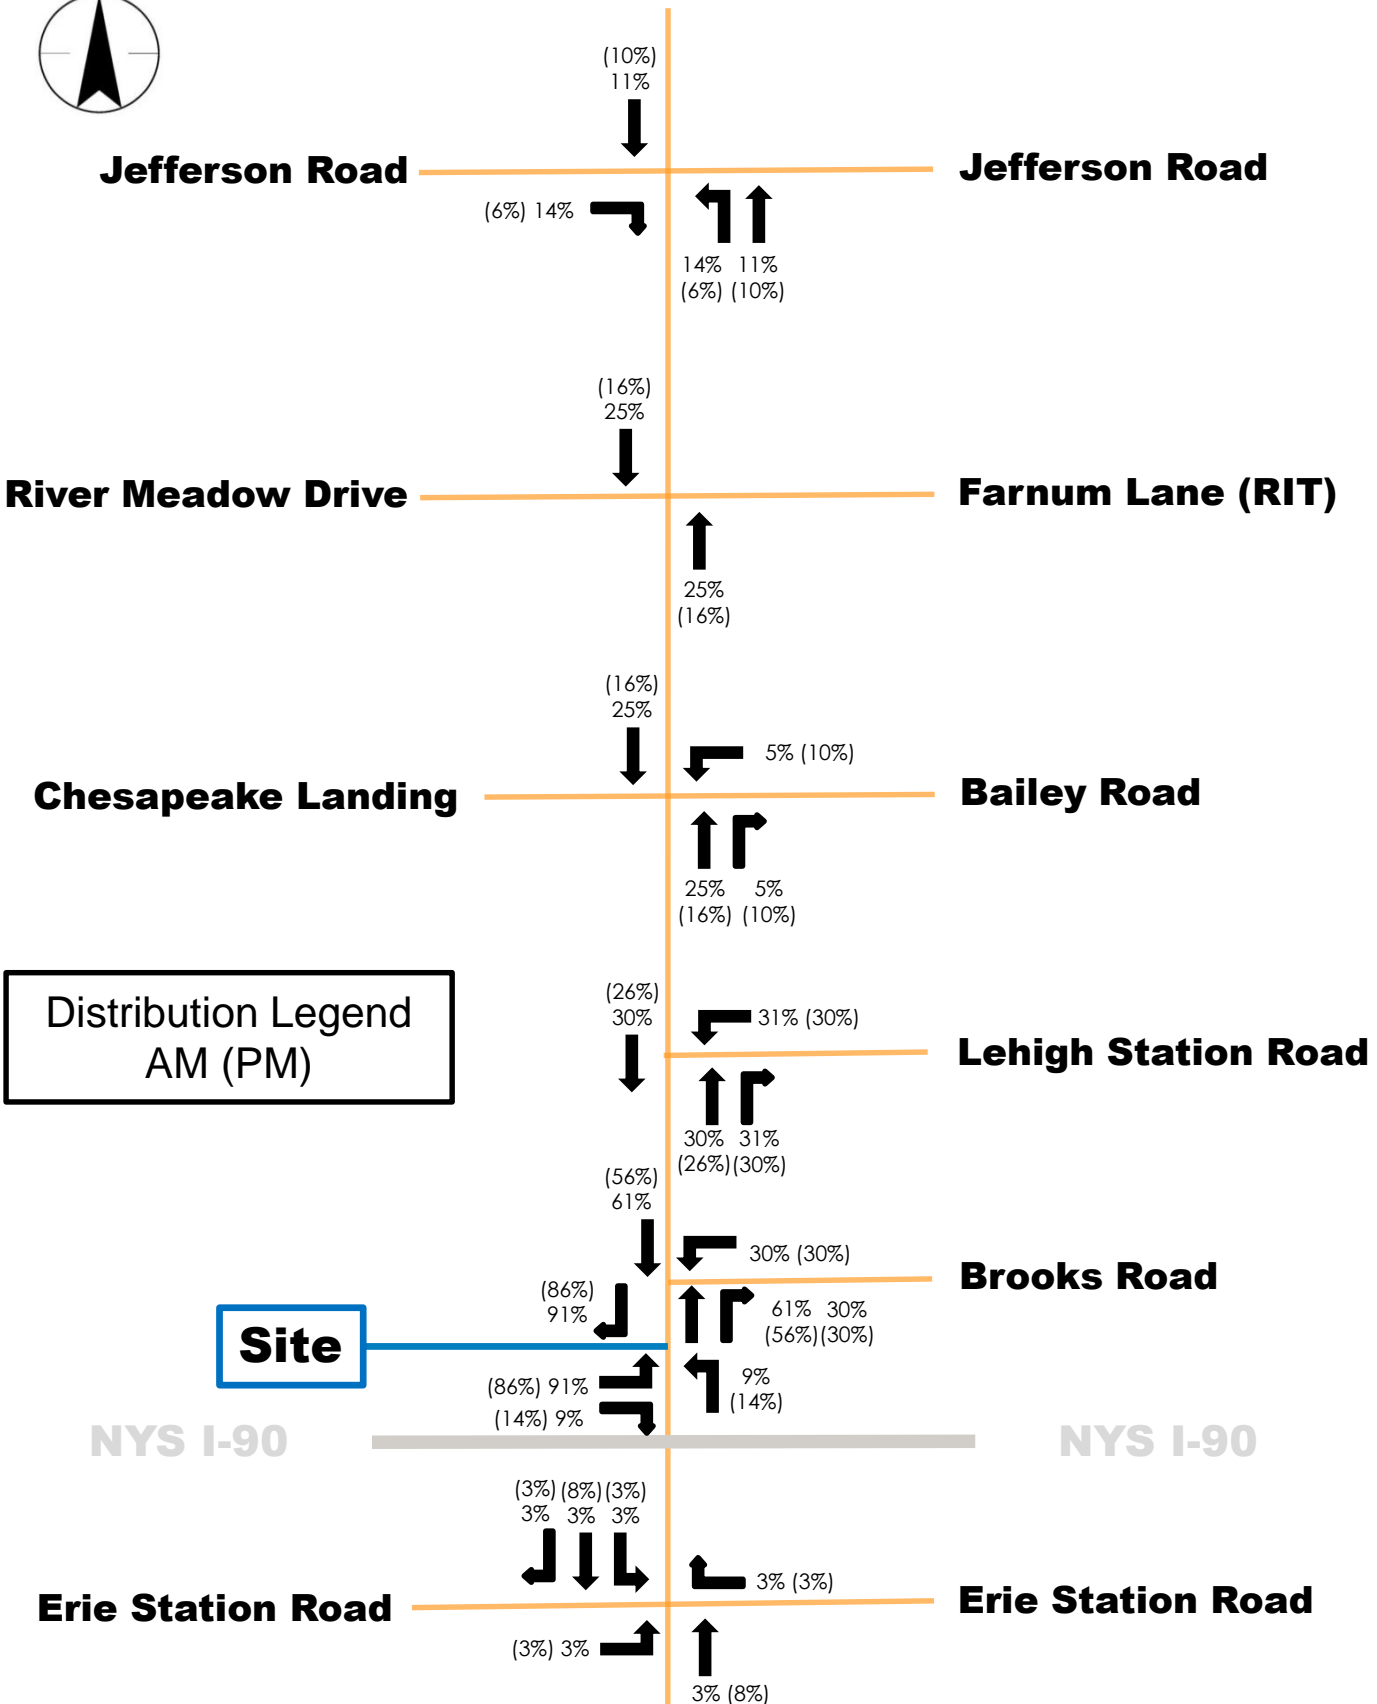 (10%)
11%
Jefferson Road
Jefferson Road
(6%) 14%
14% 11%
(6%) (10%)
(16%)
25%
River Meadow Drive
Farnum Lane (RIT)
25%
(16%)
(16%)
25%
5% (10%)
Chesapeake Landing
Bailey Road
25% 5%
(16%) (10%)
Distribution Legend
AM (PM)
(26%)
30%
31% (30%)
Lehigh Station Road
30% 31%
(26%) (30%)
(56%)
61%
30% (30%)
Brooks Road
(86%)
91%
61% 30%
(56%) (30%)
Site
(86%) 91%
9%
(14%)
(14%) 9%
NYS I-90
NYS I-90
(3%) (8%) (3%)
3% 3% 3%
3% (3%)
Erie Station Road
Erie Station Road
(3%) 3%
3% (8%)